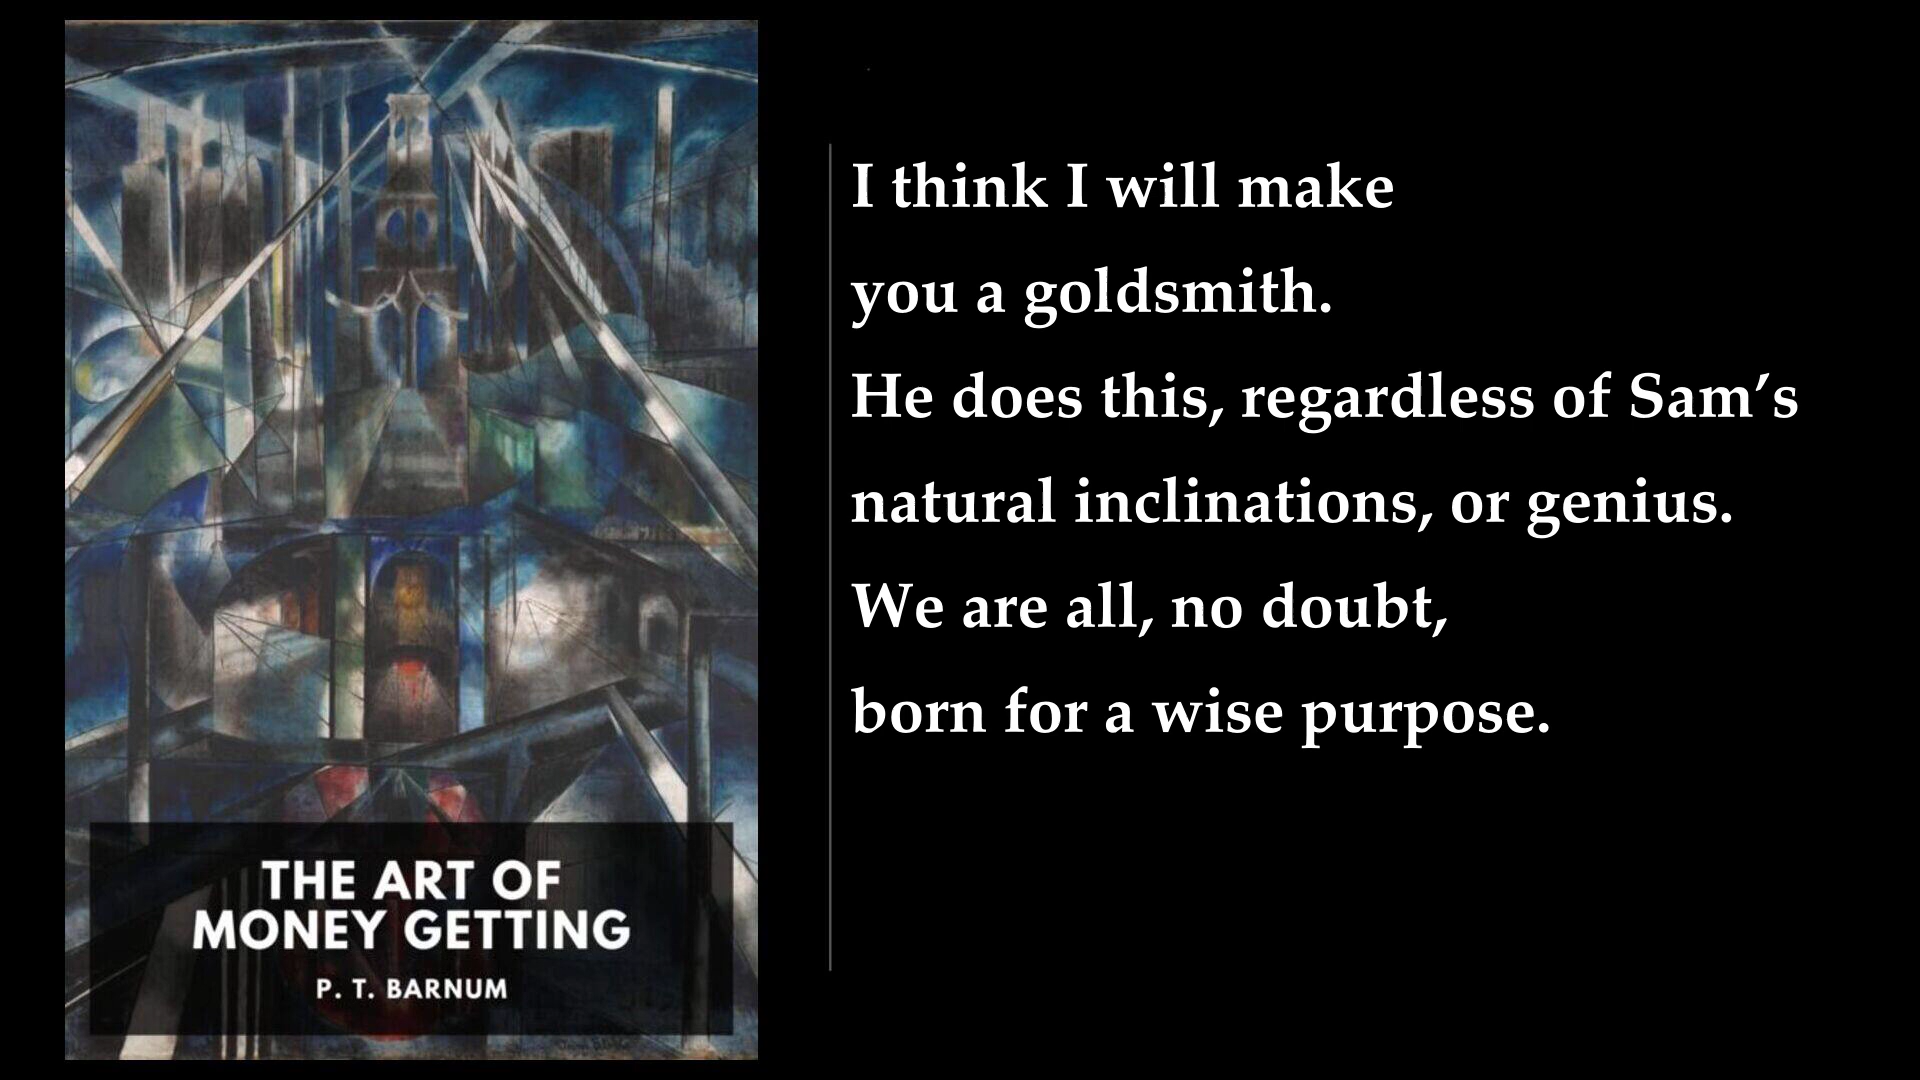 I think I will make
you a goldsmith.
He does this, regardless of Sam’s
natural inclinations, or genius.
We are all, no doubt,
born for a wise purpose.
THE ART OF
MONEY GETTING
P. T. BARNUM